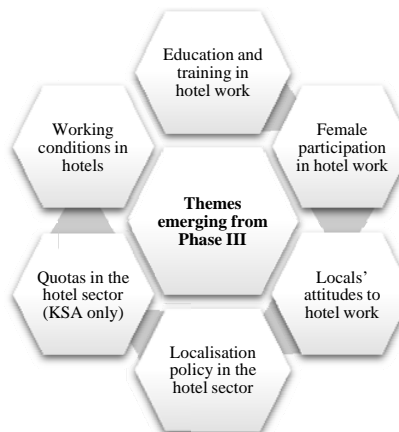 Education and
training in
hotel work
Working
conditions in
hotels
Female
participation
in hotel work
Themes
emerging from
Phase III
Quotas in the
hotel sector
(KSA only)
Locals'
attitudes to
hotel work
Localisation
policy in the
hotel sector